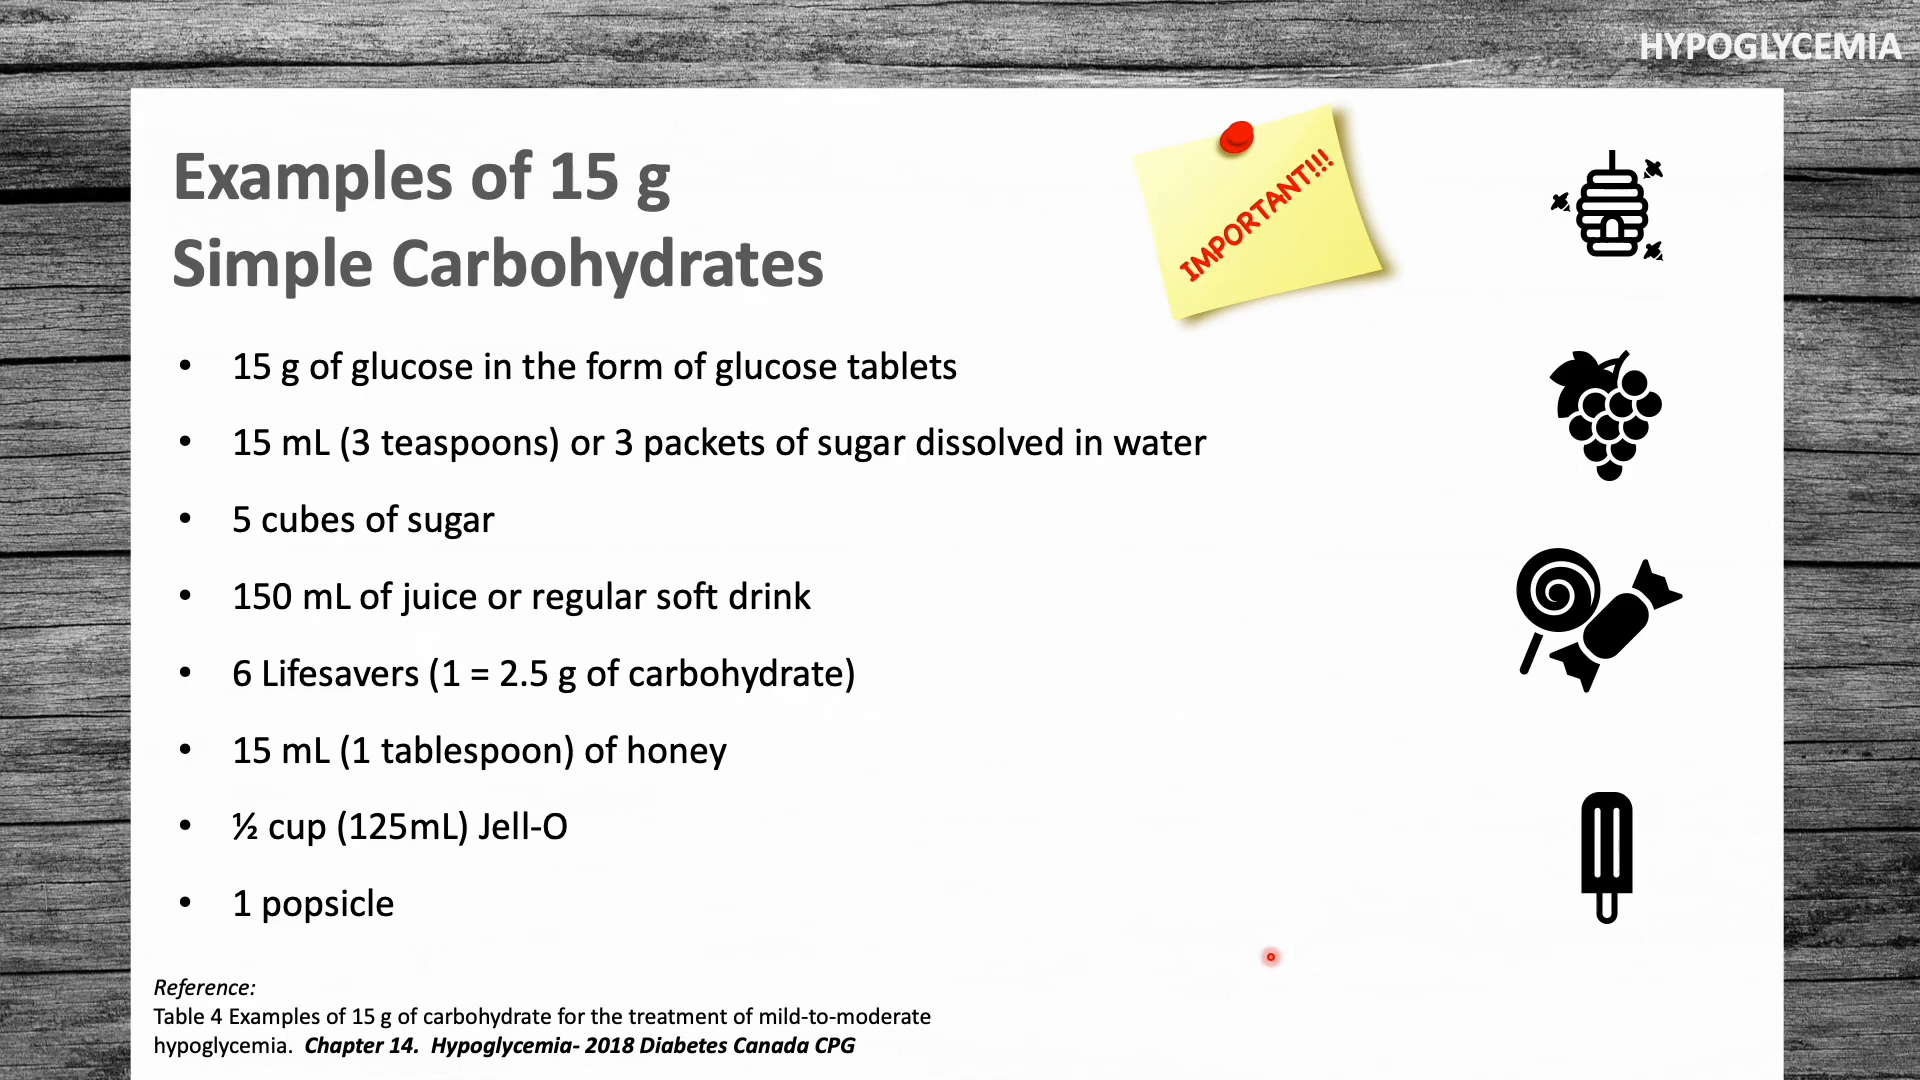 HYPOGLYCEMIA
Examples of 15 g
Simple Carbohydrates
IMPORTANT!!!
• 15 g of glucose in the form of glucose tablets
• 15 mL (3 teaspoons) or 3 packets of sugar dissolved in water
• 5 cubes of sugar
• 150 mL of juice or regular soft drink
• 6 Lifesavers (1 = 2.5 g of carbohydrate)
• 15 mL (1 tablespoon) of honey
• ½ cup (125mL) Jell-O
• 1 popsicle
Reference:
Table 4 Examples of 15 g of carbohydrate for the treatment of mild-to-moderate
hypoglycemia. Chapter 14. Hypoglycemia- 2018 Diabetes Canada CPG